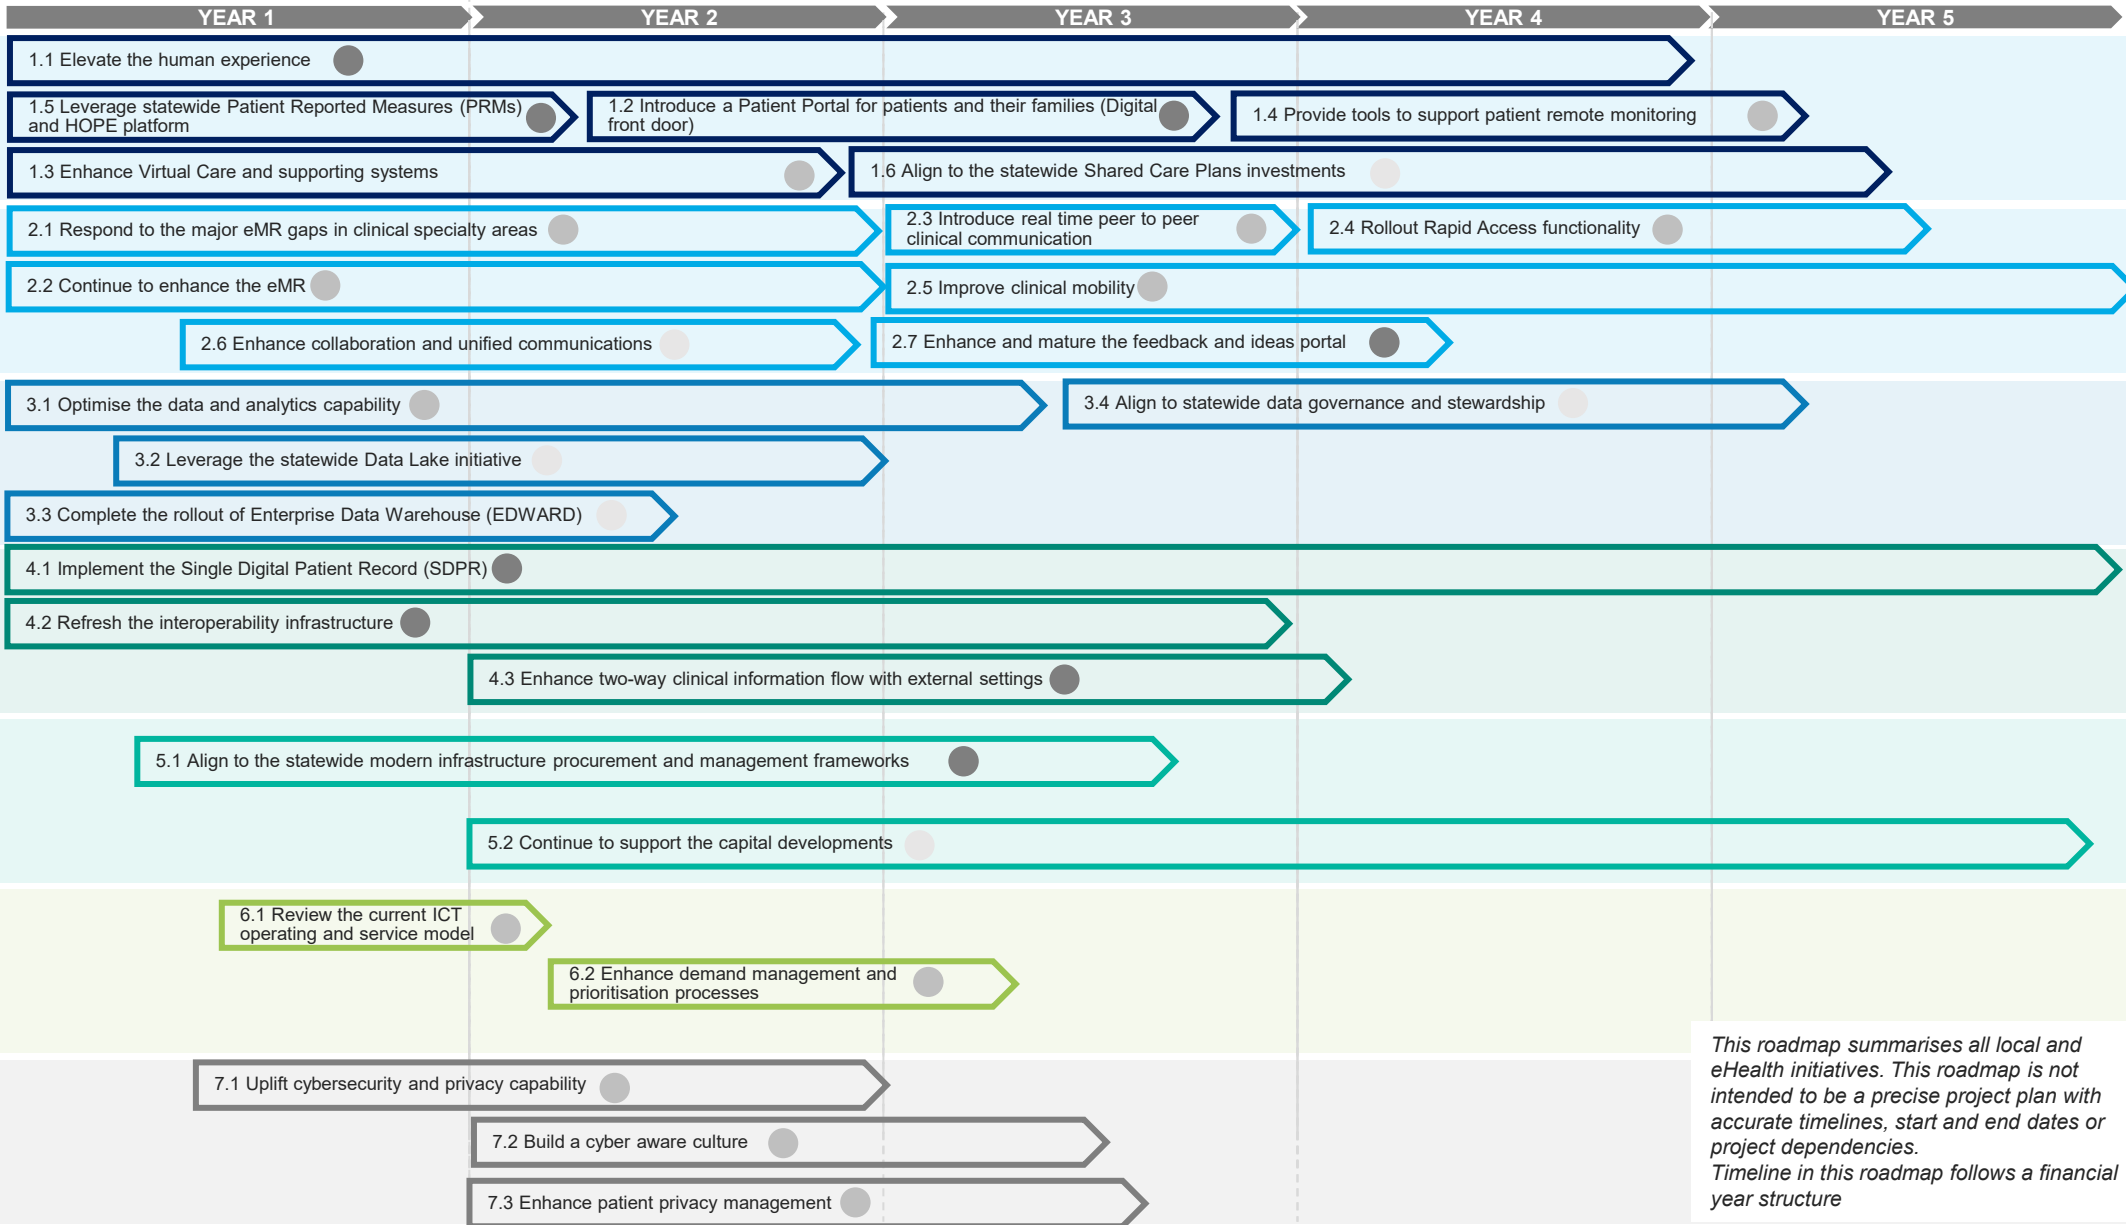 YEAR 1
YEAR 2
YEAR 3
YEAR 4
YEAR 5
1.1 Elevate the human experience
1.5 Leverage statewide Patient Reported Measures (PRMs)
and HOPE platform
1.2 Introduce a Patient Portal for patients and their families (Digital
front door)
1.4 Provide tools to support patient remote monitoring
1.3 Enhance Virtual Care and supporting systems
1.6 Align to the statewide Shared Care Plans investments
2.1 Respond to the major eMR gaps in clinical specialty areas
2.3 Introduce real time peer to peer
clinical communication
2.4 Rollout Rapid Access functionality
2.2 Continue to enhance the eMR
2.5 Improve clinical mobility
2.6 Enhance collaboration and unified communications
2.7 Enhance and mature the feedback and ideas portal
3.1 Optimise the data and analytics capability
3.4 Align to statewide data governance and stewardship
3.2 Leverage the statewide Data Lake initiative
3.3 Complete the rollout of Enterprise Data Warehouse (EDWARD)
4.1 Implement the Single Digital Patient Record (SDPR)
4.2 Refresh the interoperability infrastructure
4.3 Enhance two-way clinical information flow with external settings
5.1 Align to the statewide modern infrastructure procurement and management frameworks
5.2 Continue to support the capital developments
6.1 Review the current ICT
operating and service model
6.2 Enhance demand management and
prioritisation processes
7.1 Uplift cybersecurity and privacy capability
7.2 Build a cyber aware culture
7.3 Enhance patient privacy management
This roadmap summarises all local and
eHealth initiatives. This roadmap is not
intended to be a precise project plan with
accurate timelines, start and end dates or
project dependencies.
Timeline in this roadmap follows a financial
year structure